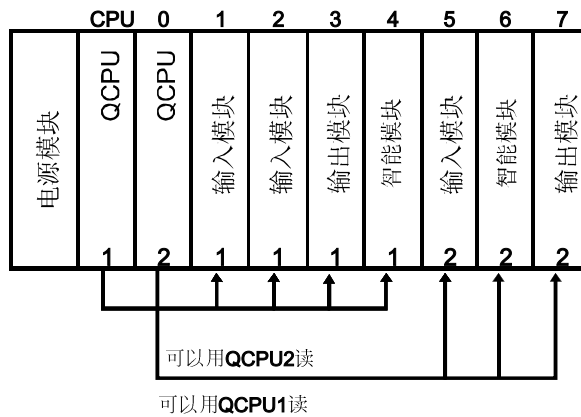 CPU 0 1 2 3 4 5 6 7
电源模块
QCPU
QCPU
输入模块
输入模块
输出模块
智能模块
输入模块
智能模块
输出模块
1 2 1 1 1 1 2 2 2
可以用QCPU2读
可以用QCPU1读